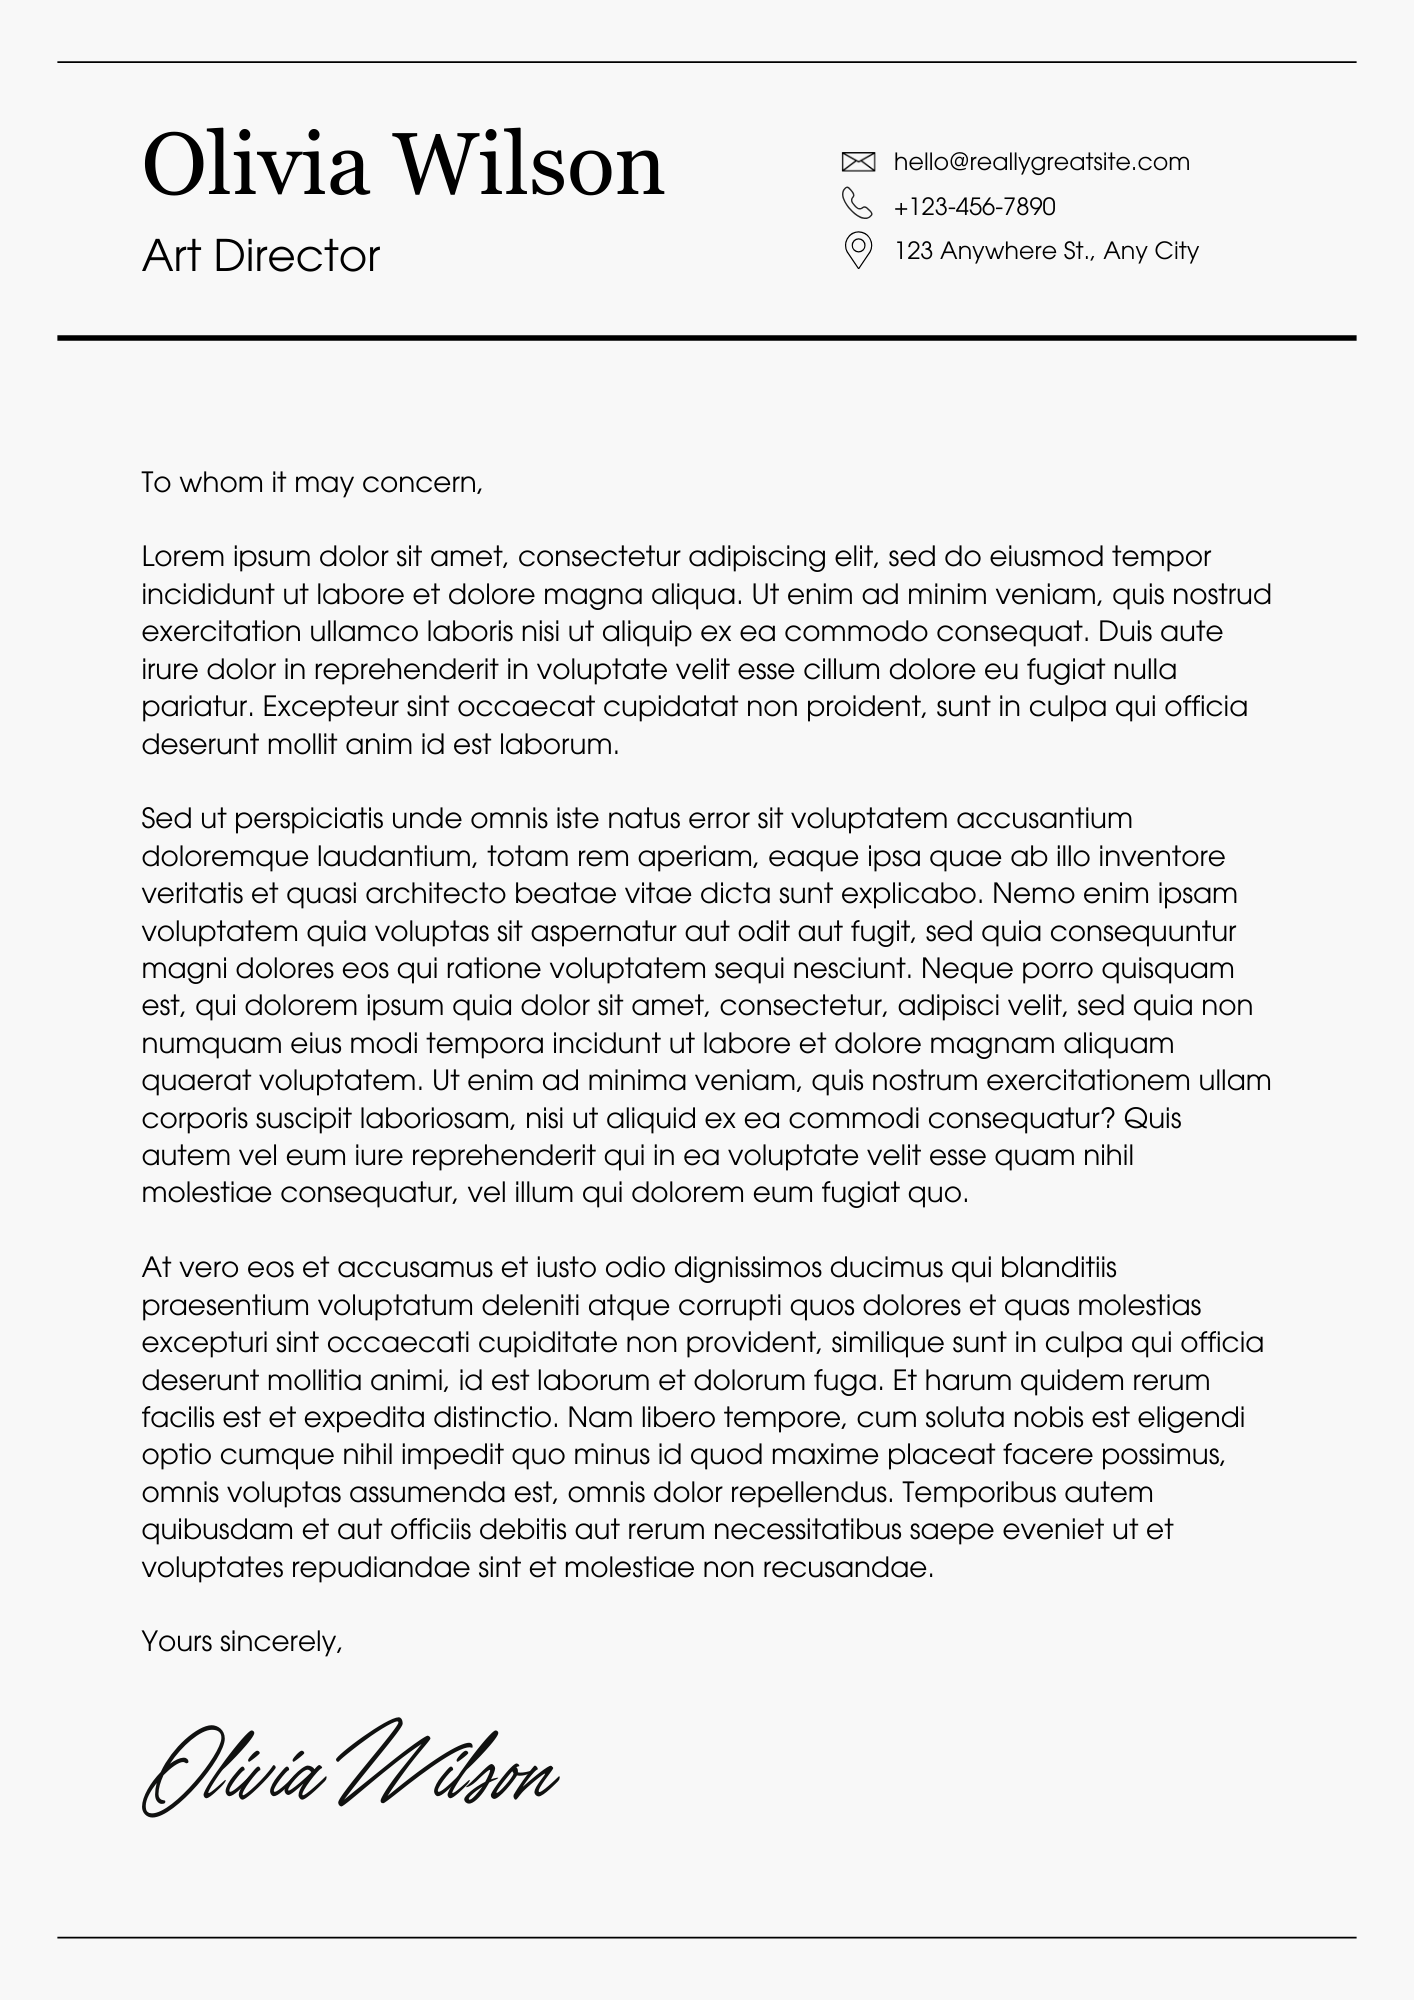 Olivia Wilson
Art Director
hello@reallygreatsite.com
+123-456-7890
123 Anywhere St., Any City
To whom it may concern,
Lorem ipsum dolor sit amet, consectetur adipiscing elit, sed do eiusmod tempor
incididunt ut labore et dolore magna aliqua. Ut enim ad minim veniam, quis nostrud
exercitation ullamco laboris nisi ut aliquip ex ea commodo consequat. Duis aute
irure dolor in reprehenderit in voluptate velit esse cillum dolore eu fugiat nulla
pariatur. Excepteur sint occaecat cupidatat non proident, sunt in culpa qui officia
deserunt mollit anim id est laborum.
Sed ut perspiciatis unde omnis iste natus error sit voluptatem accusantium
doloremque laudantium, totam rem aperiam, eaque ipsa quae ab illo inventore
veritatis et quasi architecto beatae vitae dicta sunt explicabo. Nemo enim ipsam
voluptatem quia voluptas sit aspernatur aut odit aut fugit, sed quia consequuntur
magni dolores eos qui ratione voluptatem sequi nesciunt. Neque porro quisquam
est, qui dolorem ipsum quia dolor sit amet, consectetur, adipisci velit, sed quia non
numquam eius modi tempora incidunt ut labore et dolore magnam aliquam
quaerat voluptatem. Ut enim ad minima veniam, quis nostrum exercitationem ullam
corporis suscipit laboriosam, nisi ut aliquid ex ea commodi consequatur? Quis
autem vel eum iure reprehenderit qui in ea voluptate velit esse quam nihil
molestiae consequatur, vel illum qui dolorem eum fugiat quo.
At vero eos et accusamus et iusto odio dignissimos ducimus qui blanditiis
praesentium voluptatum deleniti atque corrupti quos dolores et quas molestias
excepturi sint occaecati cupiditate non provident, similique sunt in culpa qui officia
deserunt mollitia animi, id est laborum et dolorum fuga. Et harum quidem rerum
facilis est et expedita distinctio. Nam libero tempore, cum soluta nobis est eligendi
optio cumque nihil impedit quo minus id quod maxime placeat facere possimus,
omnis voluptas assumenda est, omnis dolor repellendus. Temporibus autem
quibusdam et aut officiis debitis aut rerum necessitatibus saepe eveniet ut et
voluptates repudiandae sint et molestiae non recusandae.
Yours sincerely,
Olivia Wilson